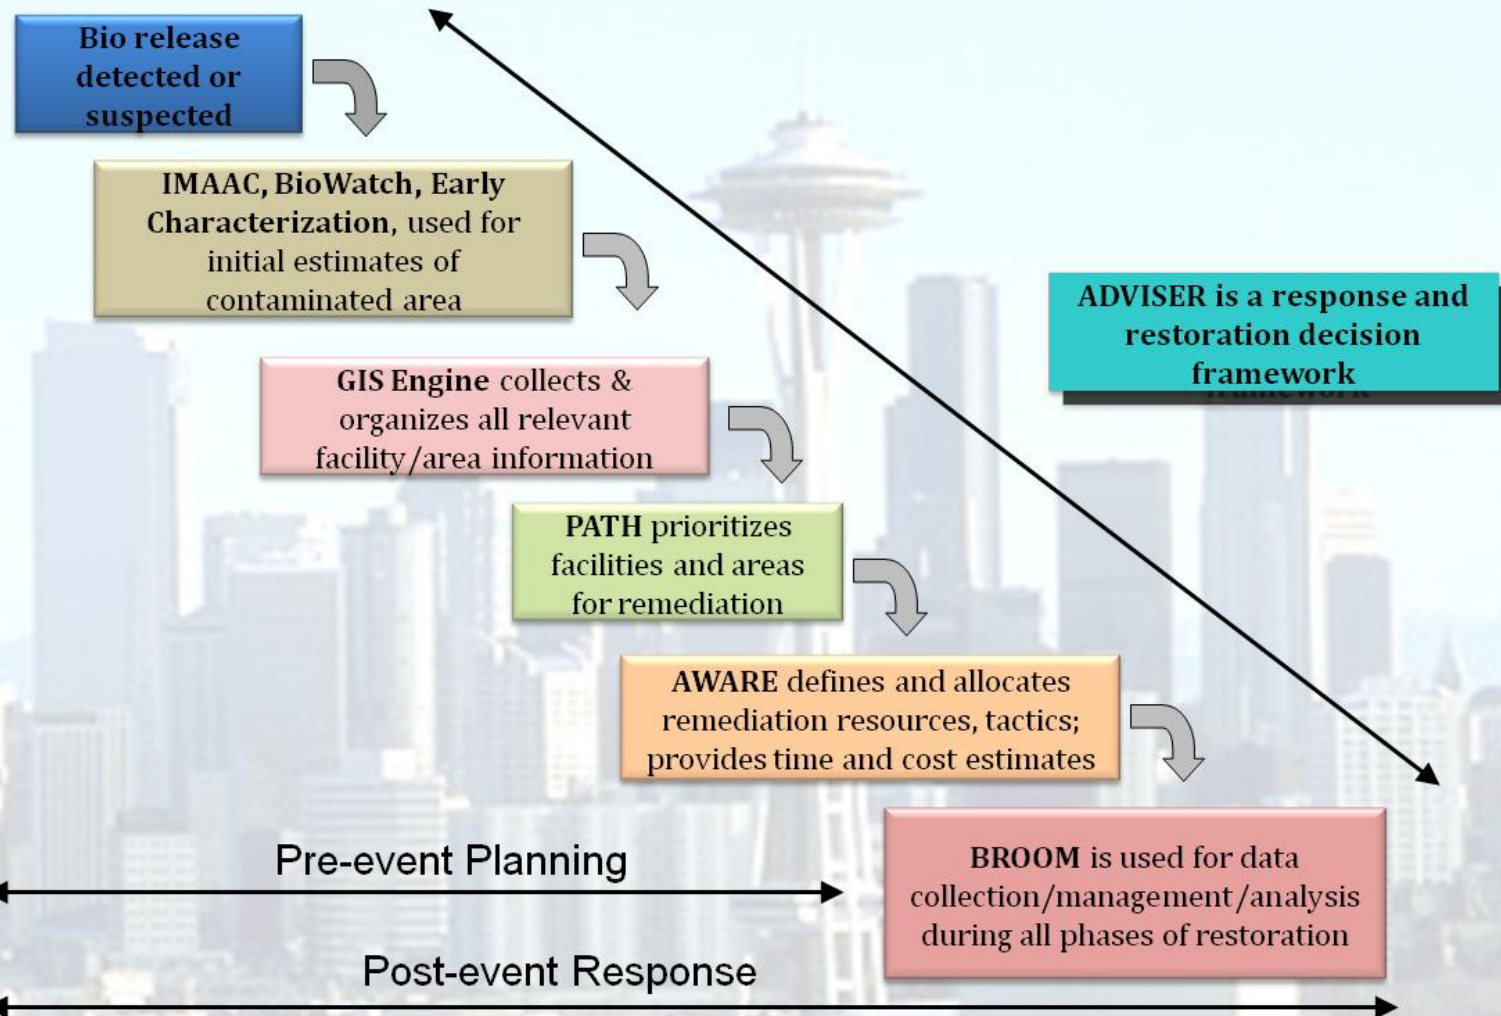 Bio release
detected or
suspected
IMAAC, BioWatch, Early
Characterization, used for
initial estimates of
contaminated area
ADVISER is a response and
restoration decision
framework
GIS Engine collects &
organizes all relevant
facility/area information
PATH prioritizes
facilities and areas
for remediation
AWARE defines and allocates
remediation resources, tactics;
provides time and cost estimates
BROOM is used for data
collection/management/analysis
during all phases of restoration
Pre-event Planning
Post-event Response